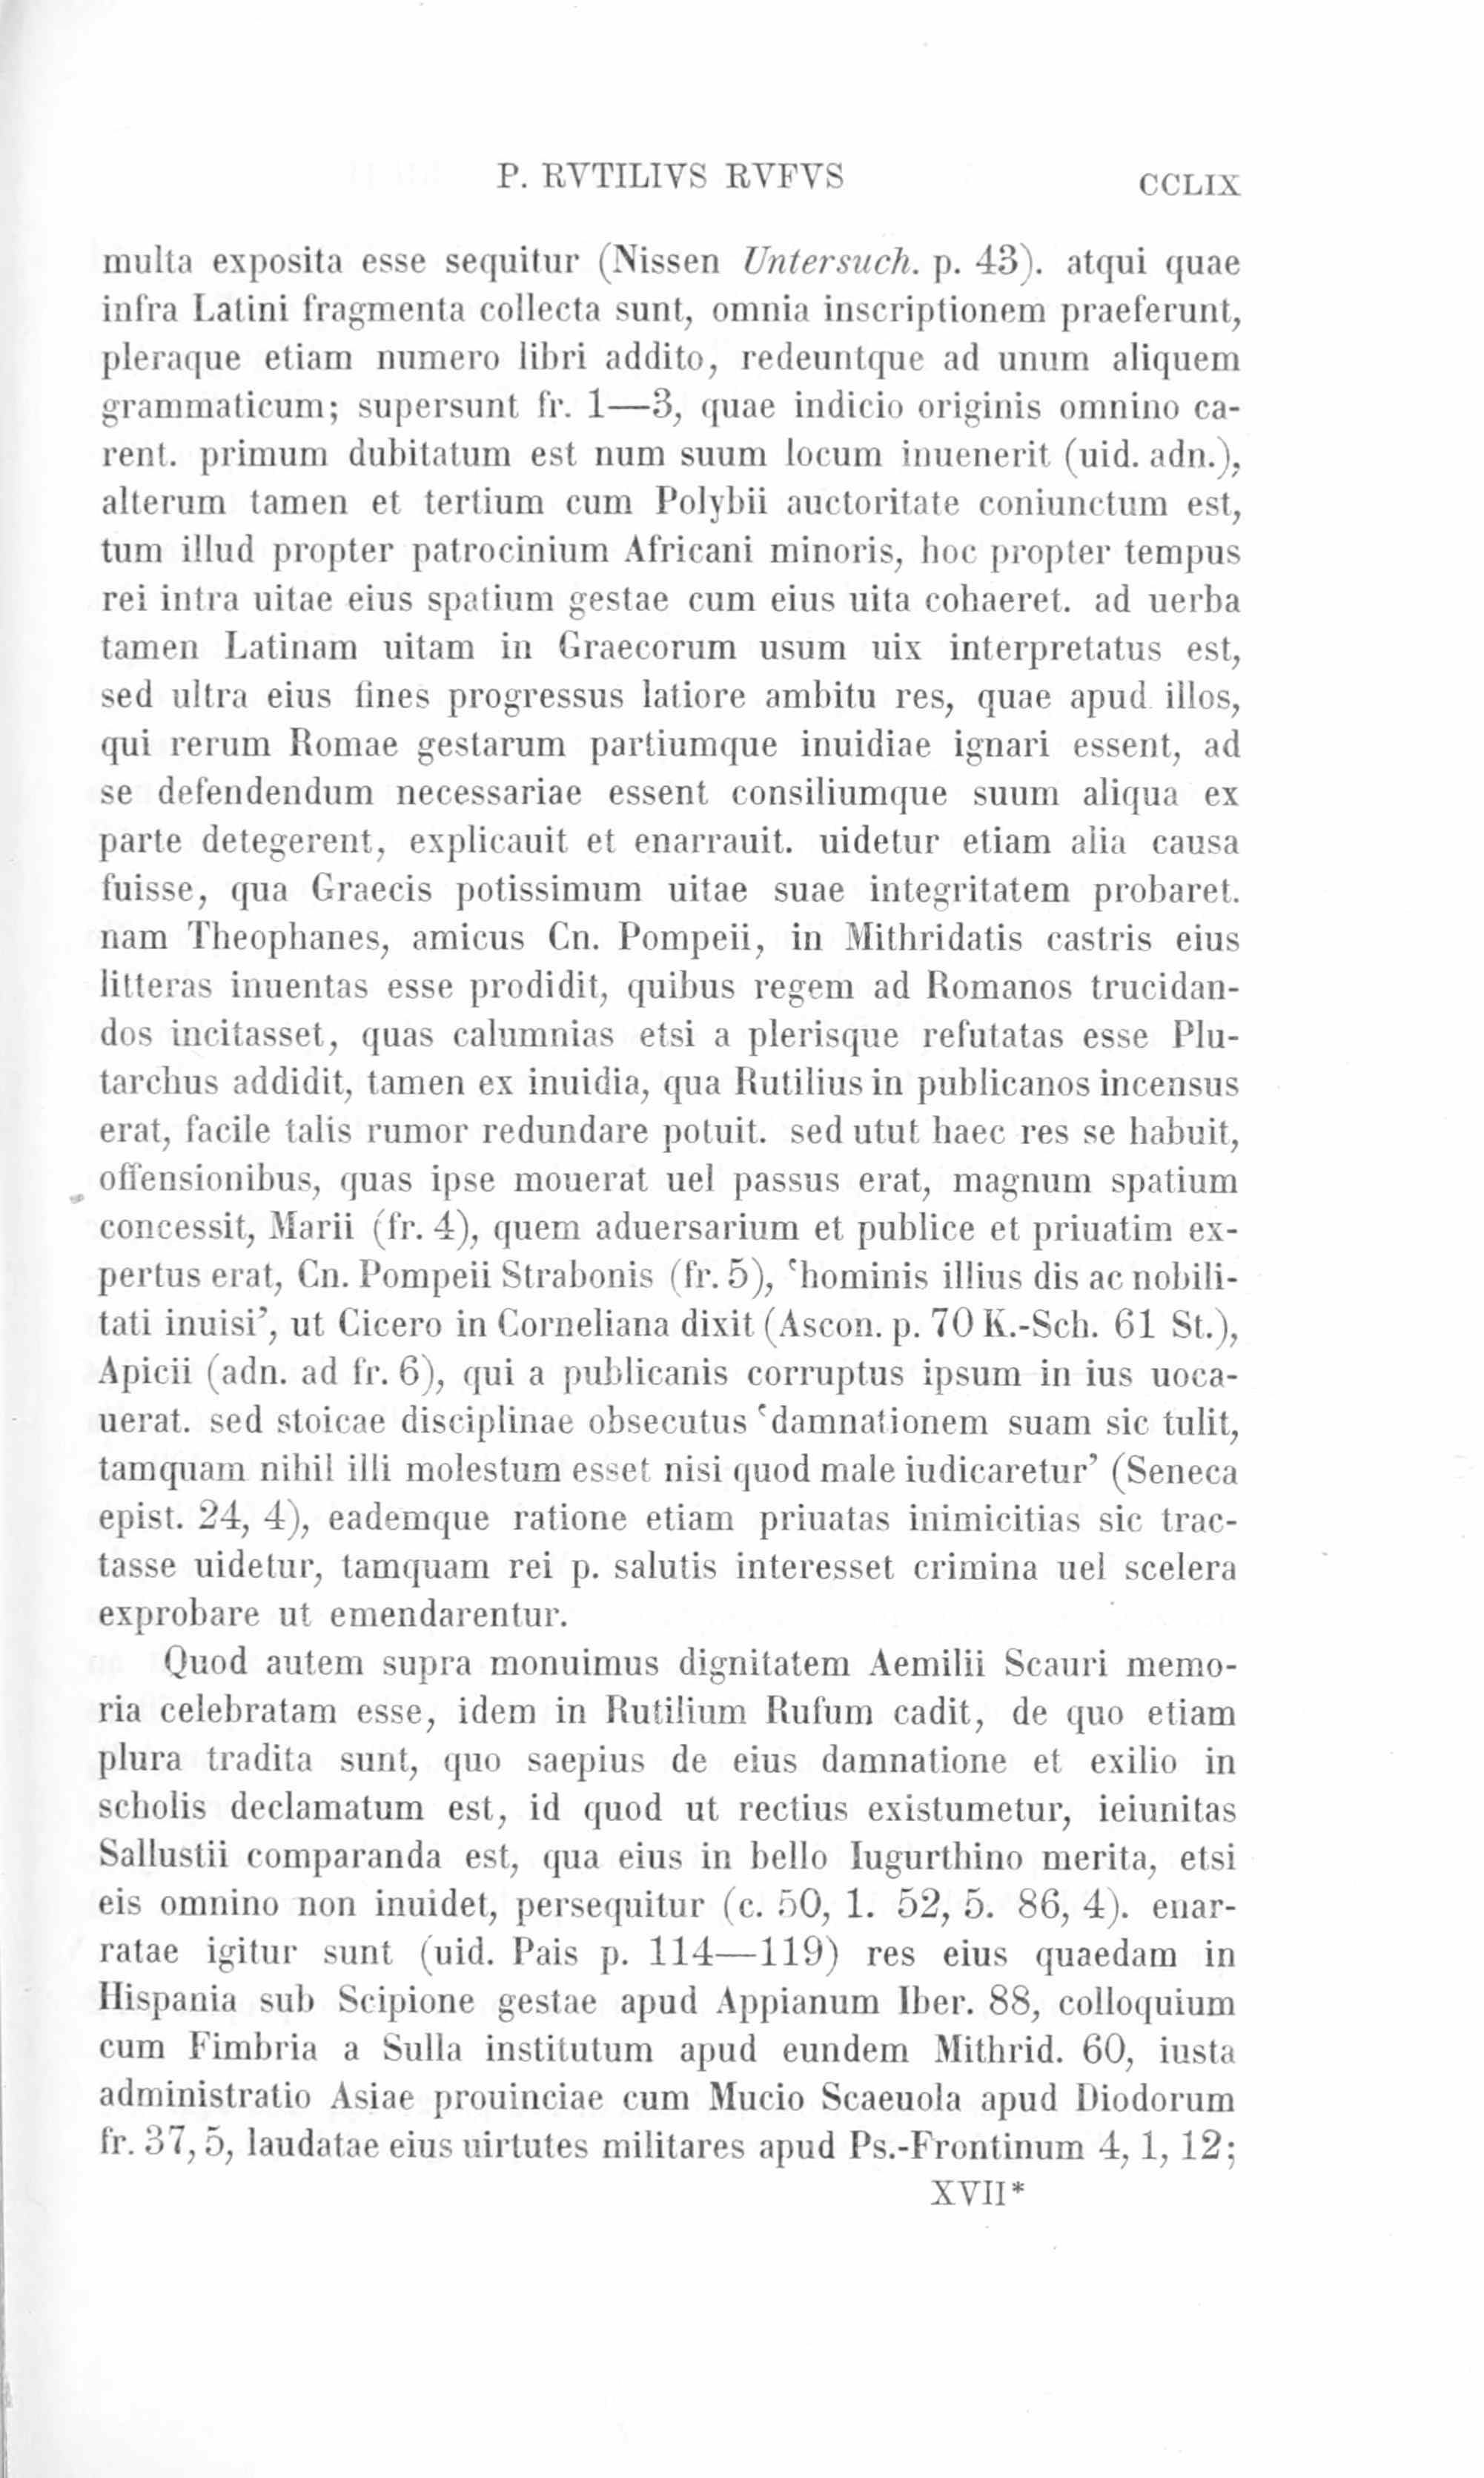 P. RVTILIVS RVFVS CCLIX
multa exposita esse sequitur (Nissen Untersuch. p. 43). atqui quae
infra Latini fragmenta collecta sunt, omnia inscriptionem praeferunt,
pleraque etiam numero libri addito, redeuntque ad unum aliquem
grammaticum; supersunt fr. 1—3, quae indicio originis omnino ca-
rent. primum dubitatum est num suum locum inuenerit (uid. adn.),
alterum tamen et tertium cum Polybii auctoritate coniunctum est,
tum illud propter patrocinium Africani minoris, hoc propter tempus
rei intra uitae eius spatium gestae cum eius uita cohaeret. ad uerba
tamen Latinam uitam in Graecorum usum uix interpretatus est,
sed ultra eius fines progressus latiore ambitu res, quae apud illos,
qui rerum Romae gestarum partiumque inuidiae ignari essent, ad
se defendendum necessariae essent consiliumque suum aliqua ex
parte detegerent, explicauit et enarrauit. uidetur etiam alia causa
fuisse, qua Graecis potissimum uitae suae integritatem probaret.
nam Theophanes, amicus Cn. Pompeii, in Mithridatis castris eius
litteras inuentas esse prodidit, quibus regem ad Romanos trucidan-
dos incitasset, quas calumnias etsi a plerisque refutatas esse Plu-
tarchus addidit, tamen ex inuidia, qua Rutilius in publicanos incensus
erat, facile talis rumor redundare potuit. sed utut haec res se habuit,
offensionibus, quas ipse mouerat uel passus erat, magnum spatium
concessit, Marii (fr. 4), quem aduersarium et publice et priuatim ex-
pertus erat, Cn. Pompeii Strabonis (fr. 5), ‘hominis illius dis ac nobili-
tati inuisi’, ut Cicero in Corneliana dixit (Ascon. p. 70 K.-Sch. 61 St.),
Apicii (adn. ad fr. 6), qui a publicanis corruptus ipsum in ius uoca-
uerat. sed stoicae disciplinae obsecutus ‘damnationem suam sic tulit,
tamquam nihil illi molestum esset nisi quod male iudicaretur’ (Seneca
epist. 24, 4), eademque ratione etiam priuatas inimicitias sic trac-
tasse uidetur, tamquam rei p. salutis interesset crimina uel scelera
exprobare ut emendarentur.
Quod autem supra monuimus dignitatem Aemilii Scauri memo-
ria celebratam esse, idem in Rutilium Rufum cadit, de quo etiam
plura tradita sunt, quo saepius de eius damnatione et exilio in
scholis declamatum est, id quod ut rectius existumetur, ieiunitas
Sallustii comparanda est, qua eius in bello Iugurthino merita, etsi
eis omnino non inuidet, persequitur (c. 50, 1. 52, 5. 86, 4). enar-
ratae igitur sunt (uid. Pais p. 114—119) res eius quaedam in
Hispania sub Scipione gestae apud Appianum Iber. 88, colloquium
cum Fimbria a Sulla institutum apud eundem Mithrid. 60, iusta
administratio Asiae prouinciae cum Mucio Scaeuola apud Diodorum
fr. 37, 5, laudatae eius uirtutes militares apud Ps.-Frontinum 4, 1, 12;
XVII*